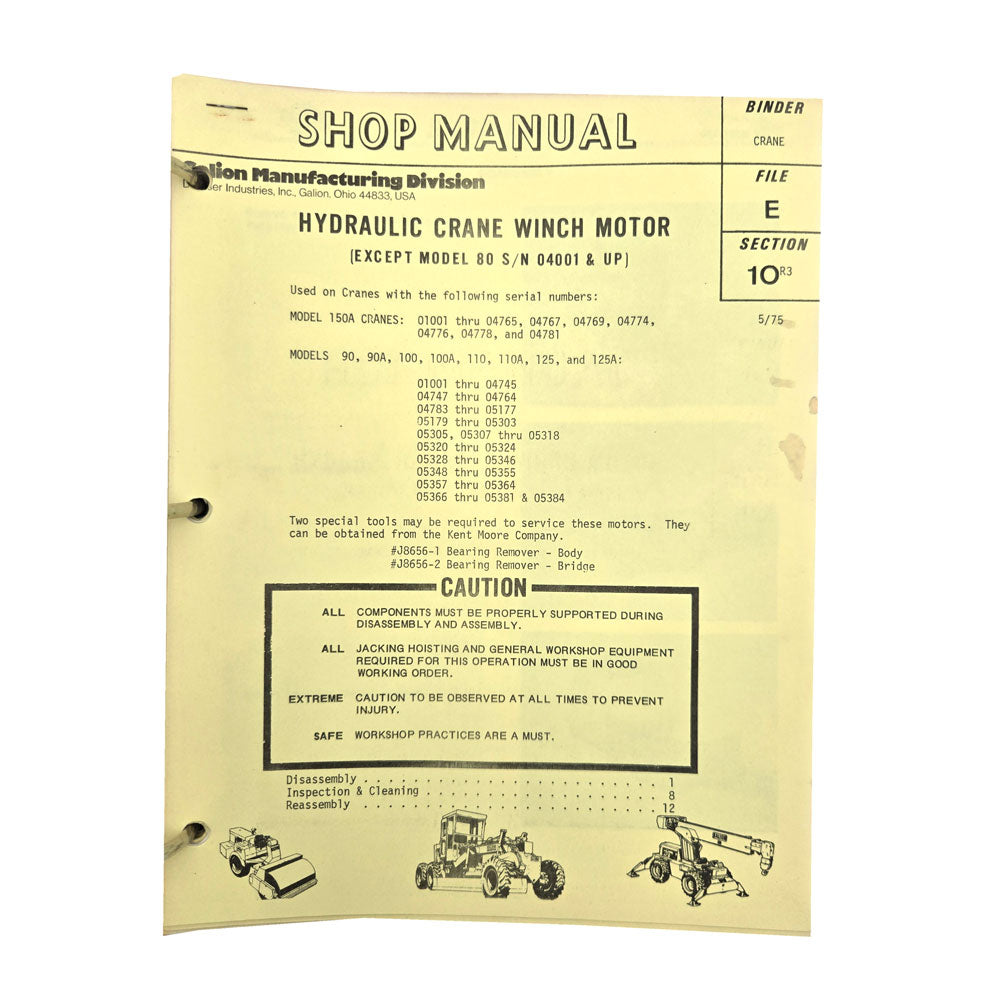 SHOP MANUAL
BINDER
CRANE
FILE
E
SECTION
10R3
5/75
Manufacturing Division
Industries, Inc., Galion, Ohio 44833, USA
HYDRAULIC CRANE WINCH MOTOR
(EXCEPT MODEL 80 S/N 04001 & UP)
Used on Cranes with the following serial numbers:
MODEL 150A CRANES: 01001 thru 04765, 04767, 04769, 04774,
04776, 04778, and 04781
MODELS 90, 90A, 100, 100A, 110, 110A, 125, and 125A:
01001 thru 04745
04747 thru 04764
04783 thru 05177
05179 thru 05303
05305, 05307 thru 05318
05320 thru 05324
05328 thru 05346
05348 thru 05355
05357 thru 05364
05366 thru 05381 & 05384
Two special tools may be required to service these motors. They
can be obtained from the Kent Moore Company.
#J8656-1 Bearing Remover - Body
#J8656-2 Bearing Remover - Bridge
CAUTION
ALL COMPONENTS MUST BE PROPERLY SUPPORTED DURING
DISASSEMBLY AND ASSEMBLY.
ALL JACKING HOISTING AND GENERAL WORKSHOP EQUIPMENT
REQUIRED FOR THIS OPERATION MUST BE IN GOOD
WORKING ORDER.
EXTREME CAUTION TO BE OBSERVED AT ALL TIMES TO PREVENT
INJURY.
SAFE WORKSHOP PRACTICES ARE A MUST.
Disassembly . . . . . . . . . . . . . . . . . . . . . . . 1
Inspection & Cleaning . . . . . . . . . . . . . . . . . . 8
Reassembly . . . . . . . . . . . . . . . . . . . . . . . 12